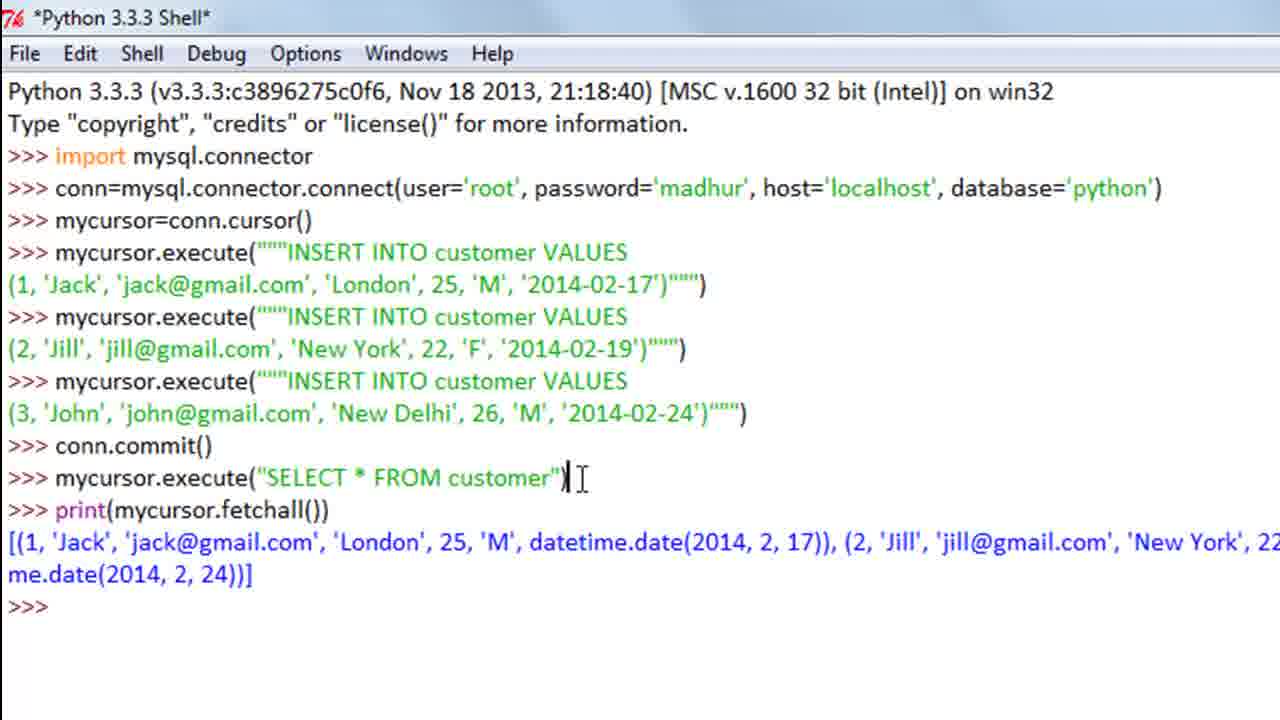 *Python 3.3.3 Shell*
File Edit Shell Debug Options Windows Help
Python 3.3.3 (v3.3.3:c3896275c0f6, Nov 18 2013, 21:18:40) [MSC v.1600 32 bit (Intel)] on win32
Type "copyright", "credits" or "license()" for more information.
>>> import mysql.connector
>>> conn=mysql.connector.connect(user='root', password='madhur', host='localhost', database='python')
>>> mycursor=conn.cursor()
>>> mycursor.execute("""INSERT INTO customer VALUES
(1, 'Jack', 'jack@gmail.com', 'London', 25, 'M', '2014-02-17')""")
>>> mycursor.execute("""INSERT INTO customer VALUES
(2, 'Jill', 'jill@gmail.com', 'New York', 22, 'F', '2014-02-19')""")
>>> mycursor.execute("""INSERT INTO customer VALUES
(3, 'John', 'john@gmail.com', 'New Delhi', 26, 'M', '2014-02-24')""")
>>> conn.commit()
>>> mycursor.execute("SELECT * FROM customer")
>>> print(mycursor.fetchall())
[(1, 'Jack', 'jack@gmail.com', 'London', 25, 'M', datetime.date(2014, 2, 17)), (2, 'Jill', 'jill@gmail.com', 'New York', 22
me.date(2014, 2, 24))]
>>>